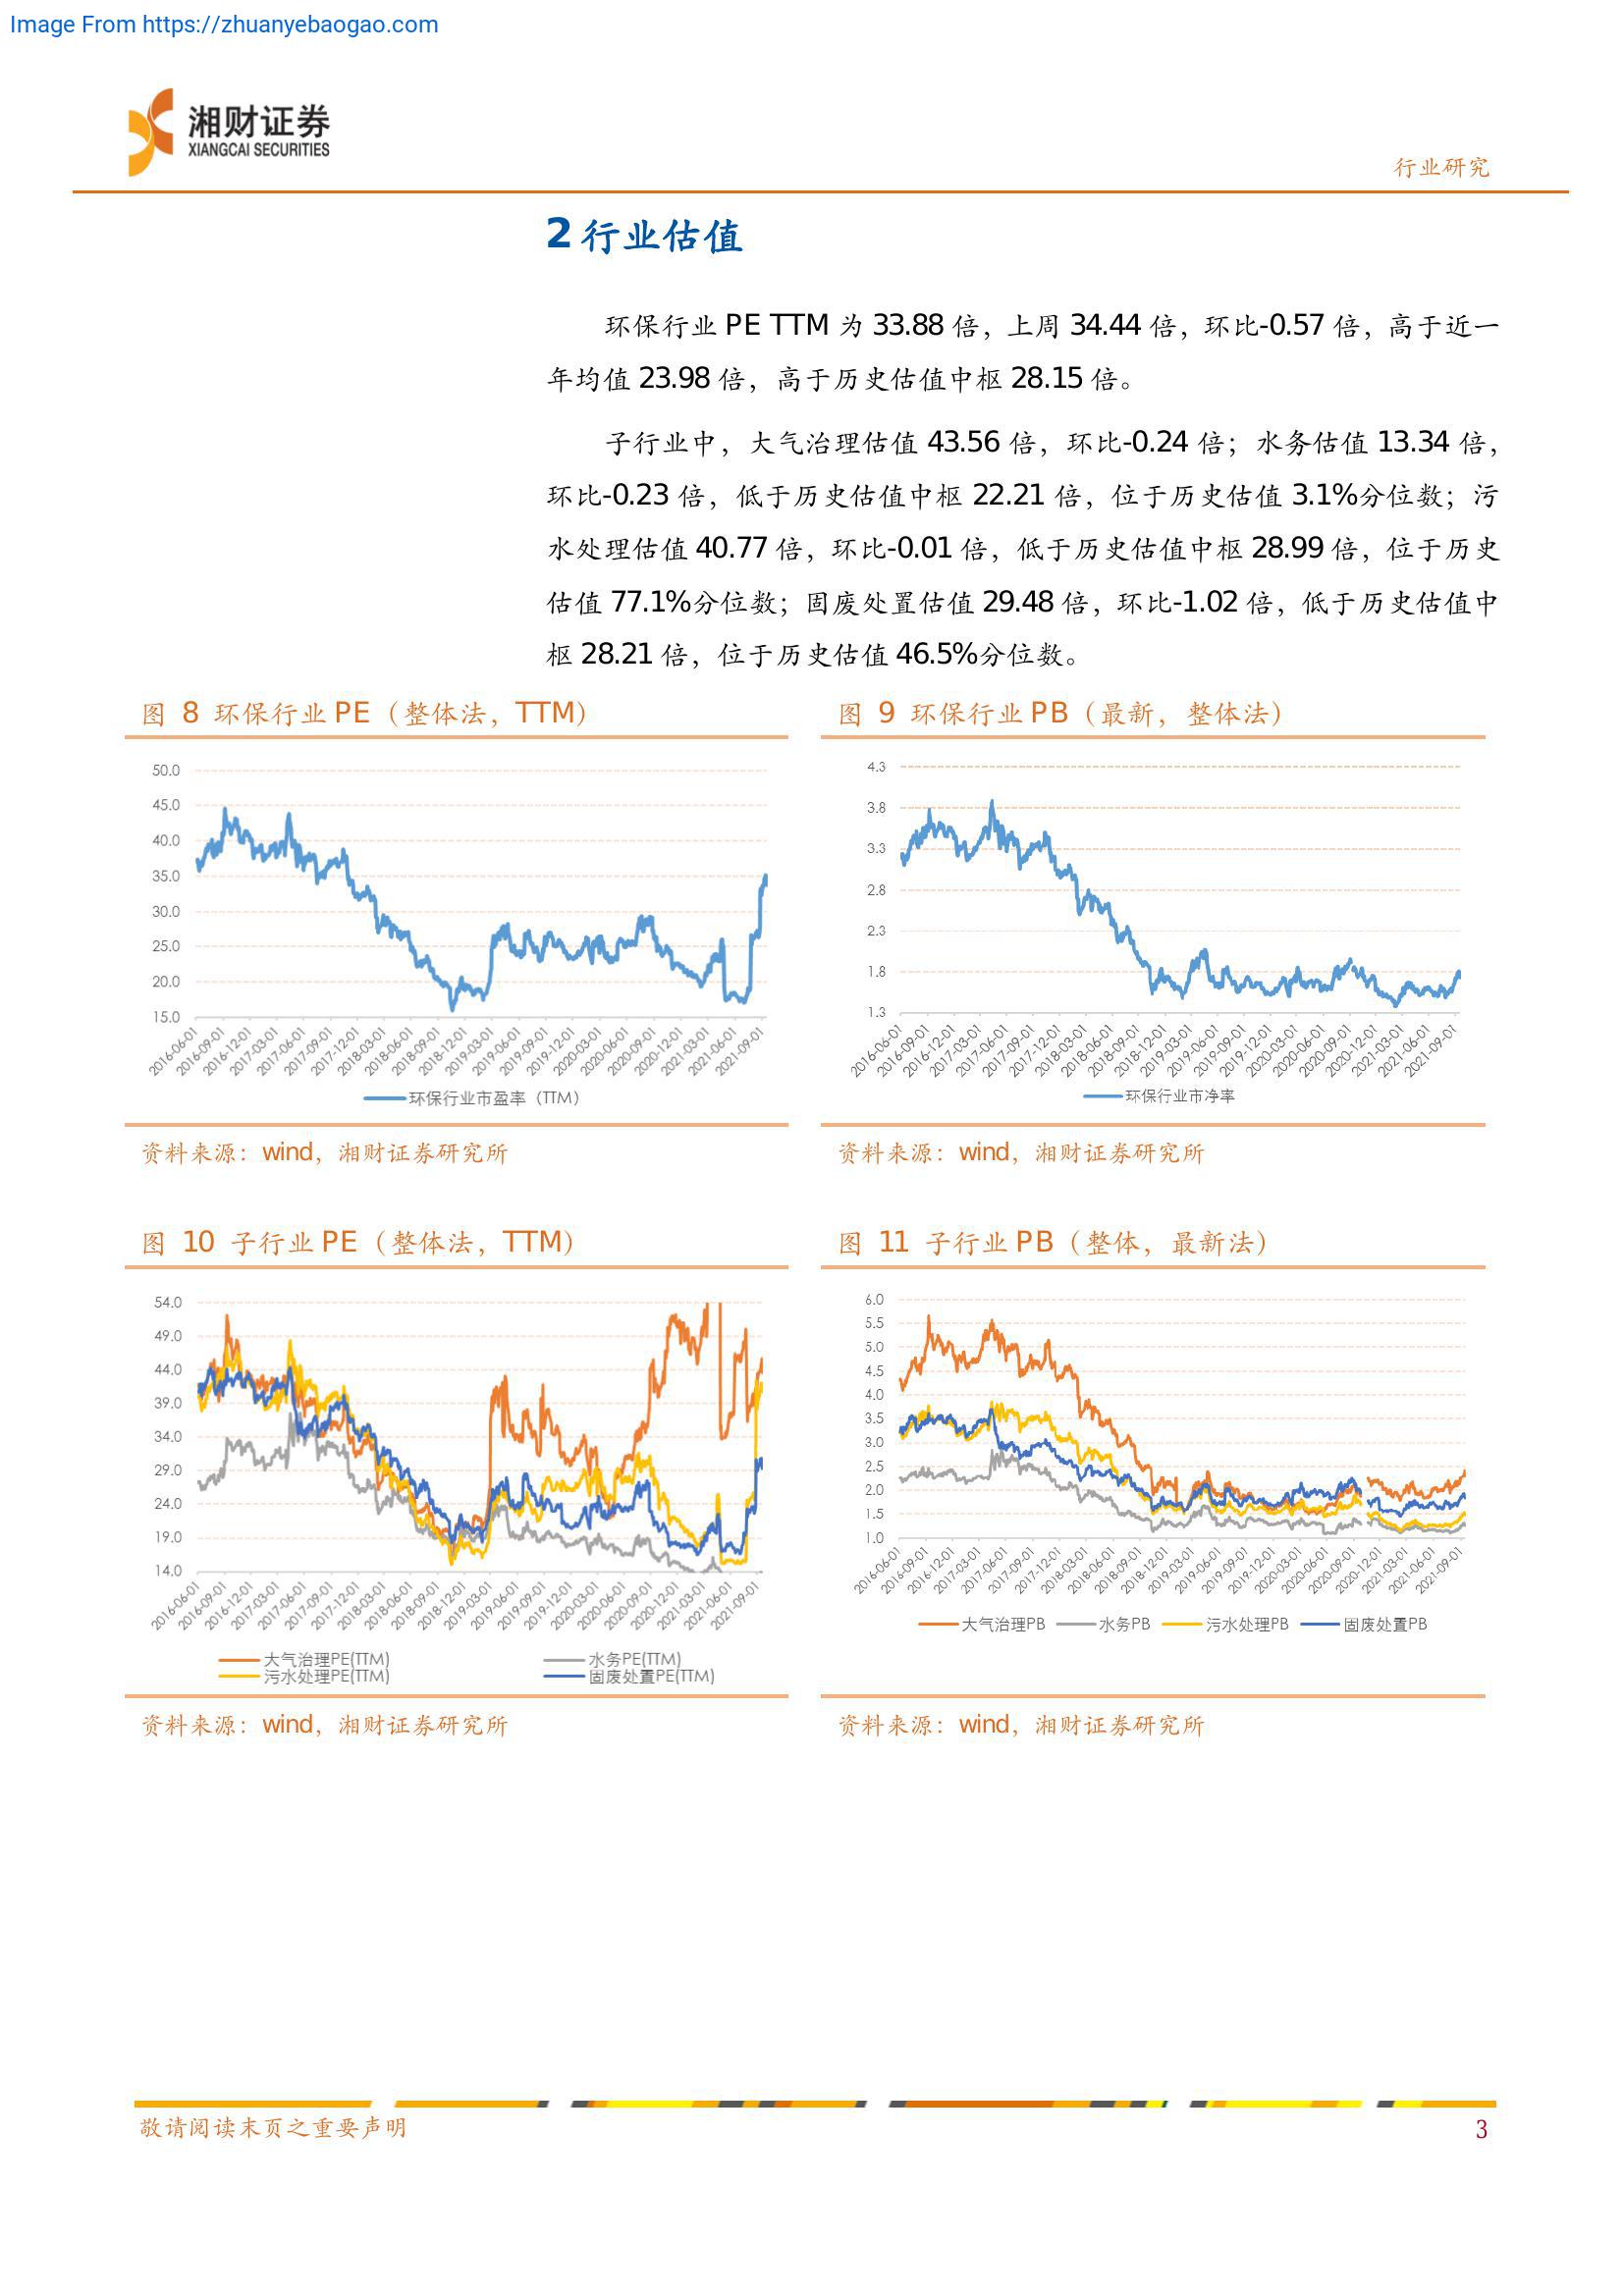 Image From https://zhuanyebaogao.com
湘财证券
XIANGCAI SECURITIES
行业研究
2 行业估值
环保行业 PE TTM 为 33.88 倍，上周 34.44 倍，环比-0.57 倍，高于近一
年均值 23.98 倍，高于历史估值中枢 28.15 倍。
子行业中，大气治理估值 43.56 倍，环比-0.24 倍；水务估值 13.34 倍，
环比-0.23 倍，低于历史估值中枢 22.21 倍，位于历史估值 3.1%分位数；污
水处理估值 40.77 倍，环比-0.01 倍，低于历史估值中枢 28.99 倍，位于历史
估值 77.1%分位数；固废处置估值 29.48 倍，环比-1.02 倍，低于历史估值中
枢 28.21 倍，位于历史估值 46.5%分位数。
图 8 环保行业 PE（整体法，TTM）
50.0
45.0
40.0
35.0
30.0
25.0
20.0
15.0
2016-06-01 2016-09-01 2016-12-01 2017-03-01 2017-06-01 2017-09-01 2017-12-01 2018-03-01 2018-06-01 2018-09-01 2018-12-01 2019-03-01 2019-06-01 2019-09-01 2019-12-01 2020-03-01 2020-06-01 2020-09-01 2020-12-01 2021-03-01 2021-06-01 2021-09-01
环保行业市盈率（TTM）
资料来源：wind，湘财证券研究所
图 9 环保行业 PB（最新，整体法）
4.3
3.8
3.3
2.8
2.3
1.8
1.3
2016-06-01 2016-09-01 2016-12-01 2017-03-01 2017-06-01 2017-09-01 2017-12-01 2018-03-01 2018-06-01 2018-09-01 2018-12-01 2019-03-01 2019-06-01 2019-09-01 2019-12-01 2020-03-01 2020-06-01 2020-09-01 2020-12-01 2021-03-01 2021-06-01 2021-09-01
环保行业市净率
资料来源：wind，湘财证券研究所
图 10 子行业 PE（整体法，TTM）
54.0
49.0
44.0
39.0
34.0
29.0
24.0
19.0
14.0
2016-06-01 2016-09-01 2016-12-01 2017-03-01 2017-06-01 2017-09-01 2017-12-01 2018-03-01 2018-06-01 2018-09-01 2018-12-01 2019-03-01 2019-06-01 2019-09-01 2019-12-01 2020-03-01 2020-06-01 2020-09-01 2020-12-01 2021-03-01 2021-06-01 2021-09-01
大气治理PE(TTM) 水务PE(TTM)
污水处理PE(TTM) 固废处置PE(TTM)
资料来源：wind，湘财证券研究所
图 11 子行业 PB（整体，最新法）
6.0
5.5
5.0
4.5
4.0
3.5
3.0
2.5
2.0
1.5
1.0
2016-06-01 2016-09-01 2016-12-01 2017-03-01 2017-06-01 2017-09-01 2017-12-01 2018-03-01 2018-06-01 2018-09-01 2018-12-01 2019-03-01 2019-06-01 2019-09-01 2019-12-01 2020-03-01 2020-06-01 2020-09-01 2020-12-01 2021-03-01 2021-06-01 2021-09-01
大气治理PB 水务PB 污水处理PB 固废处置PB
资料来源：wind，湘财证券研究所
敬请阅读末页之重要声明
3